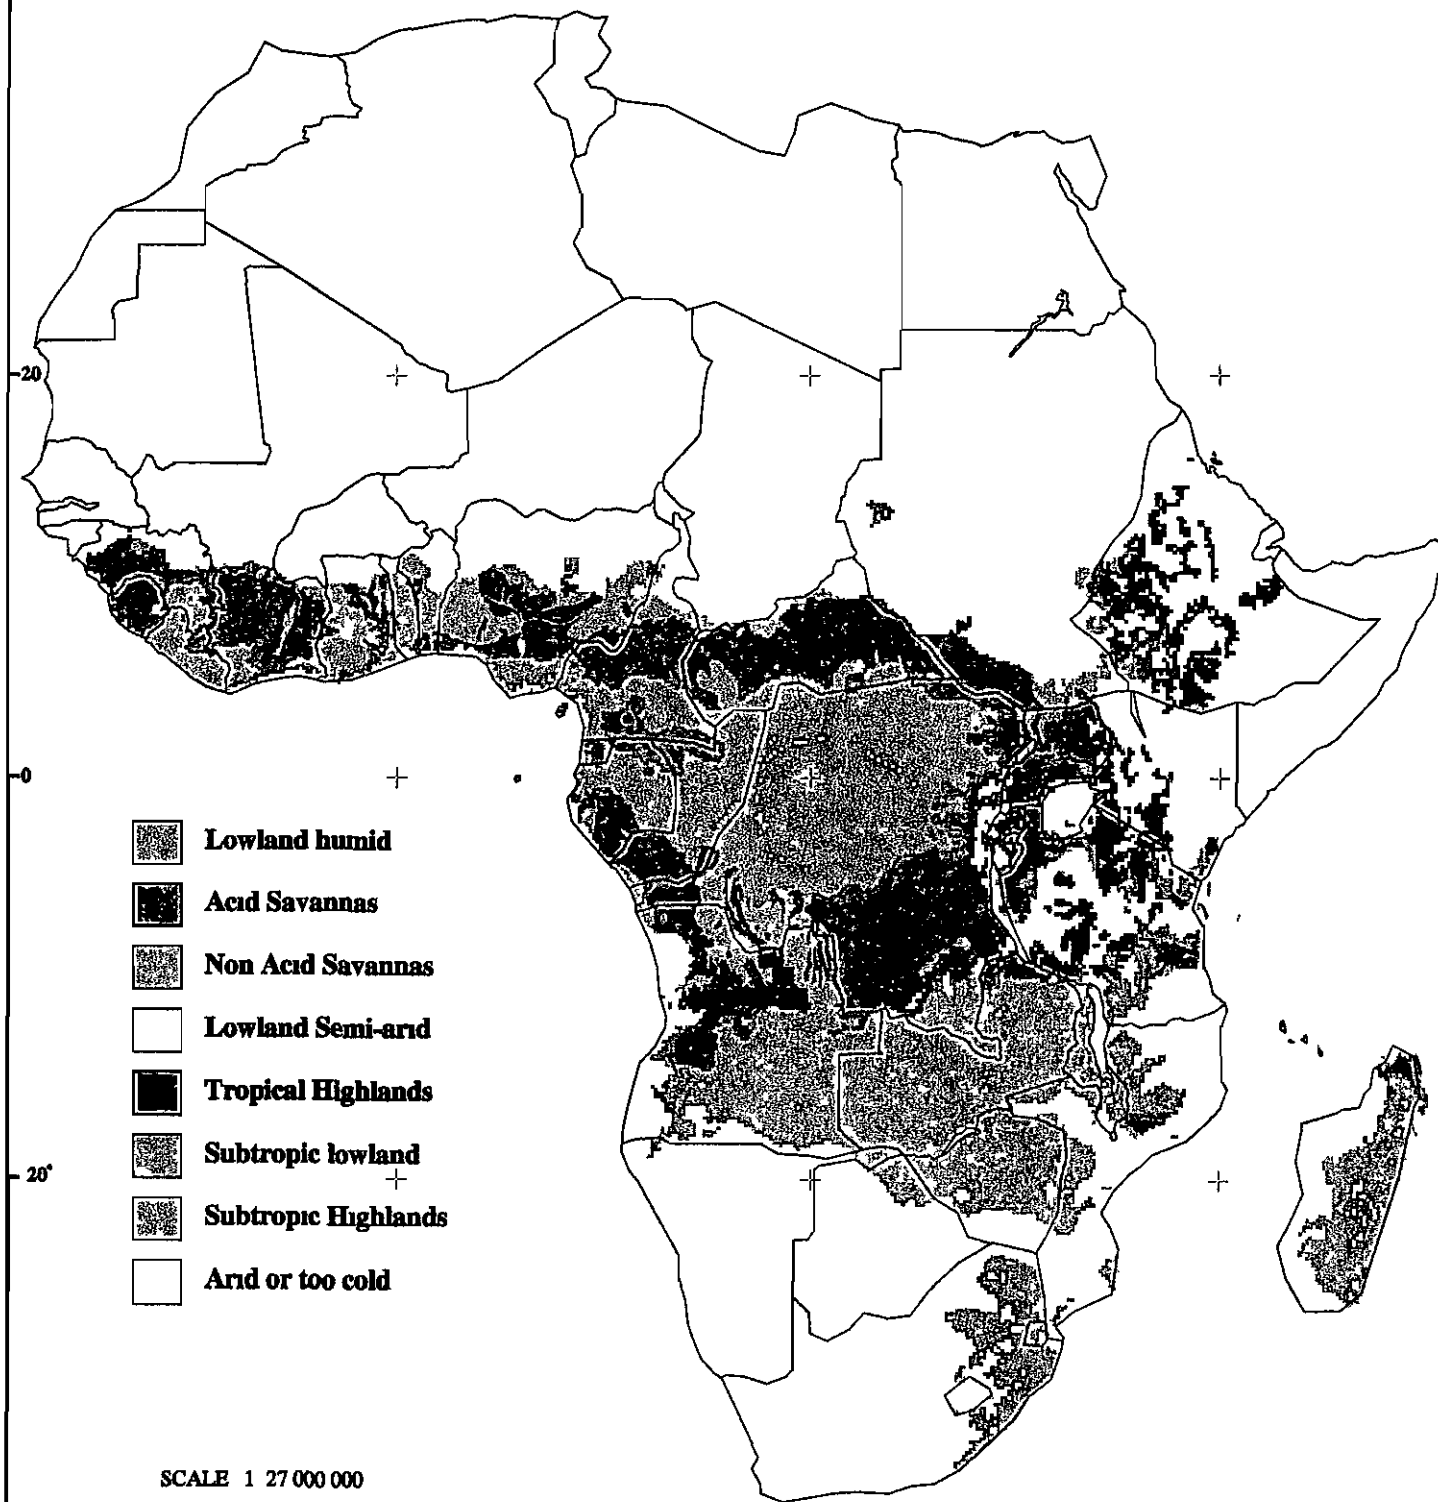 20
0
Lowland humid
Acid Savannas
Non Acid Savannas
Lowland Semi-arid
Tropical Highlands
Subtropic lowland
20°
Subtropic Highlands
Arid or too cold
SCALE 1 27 000 000